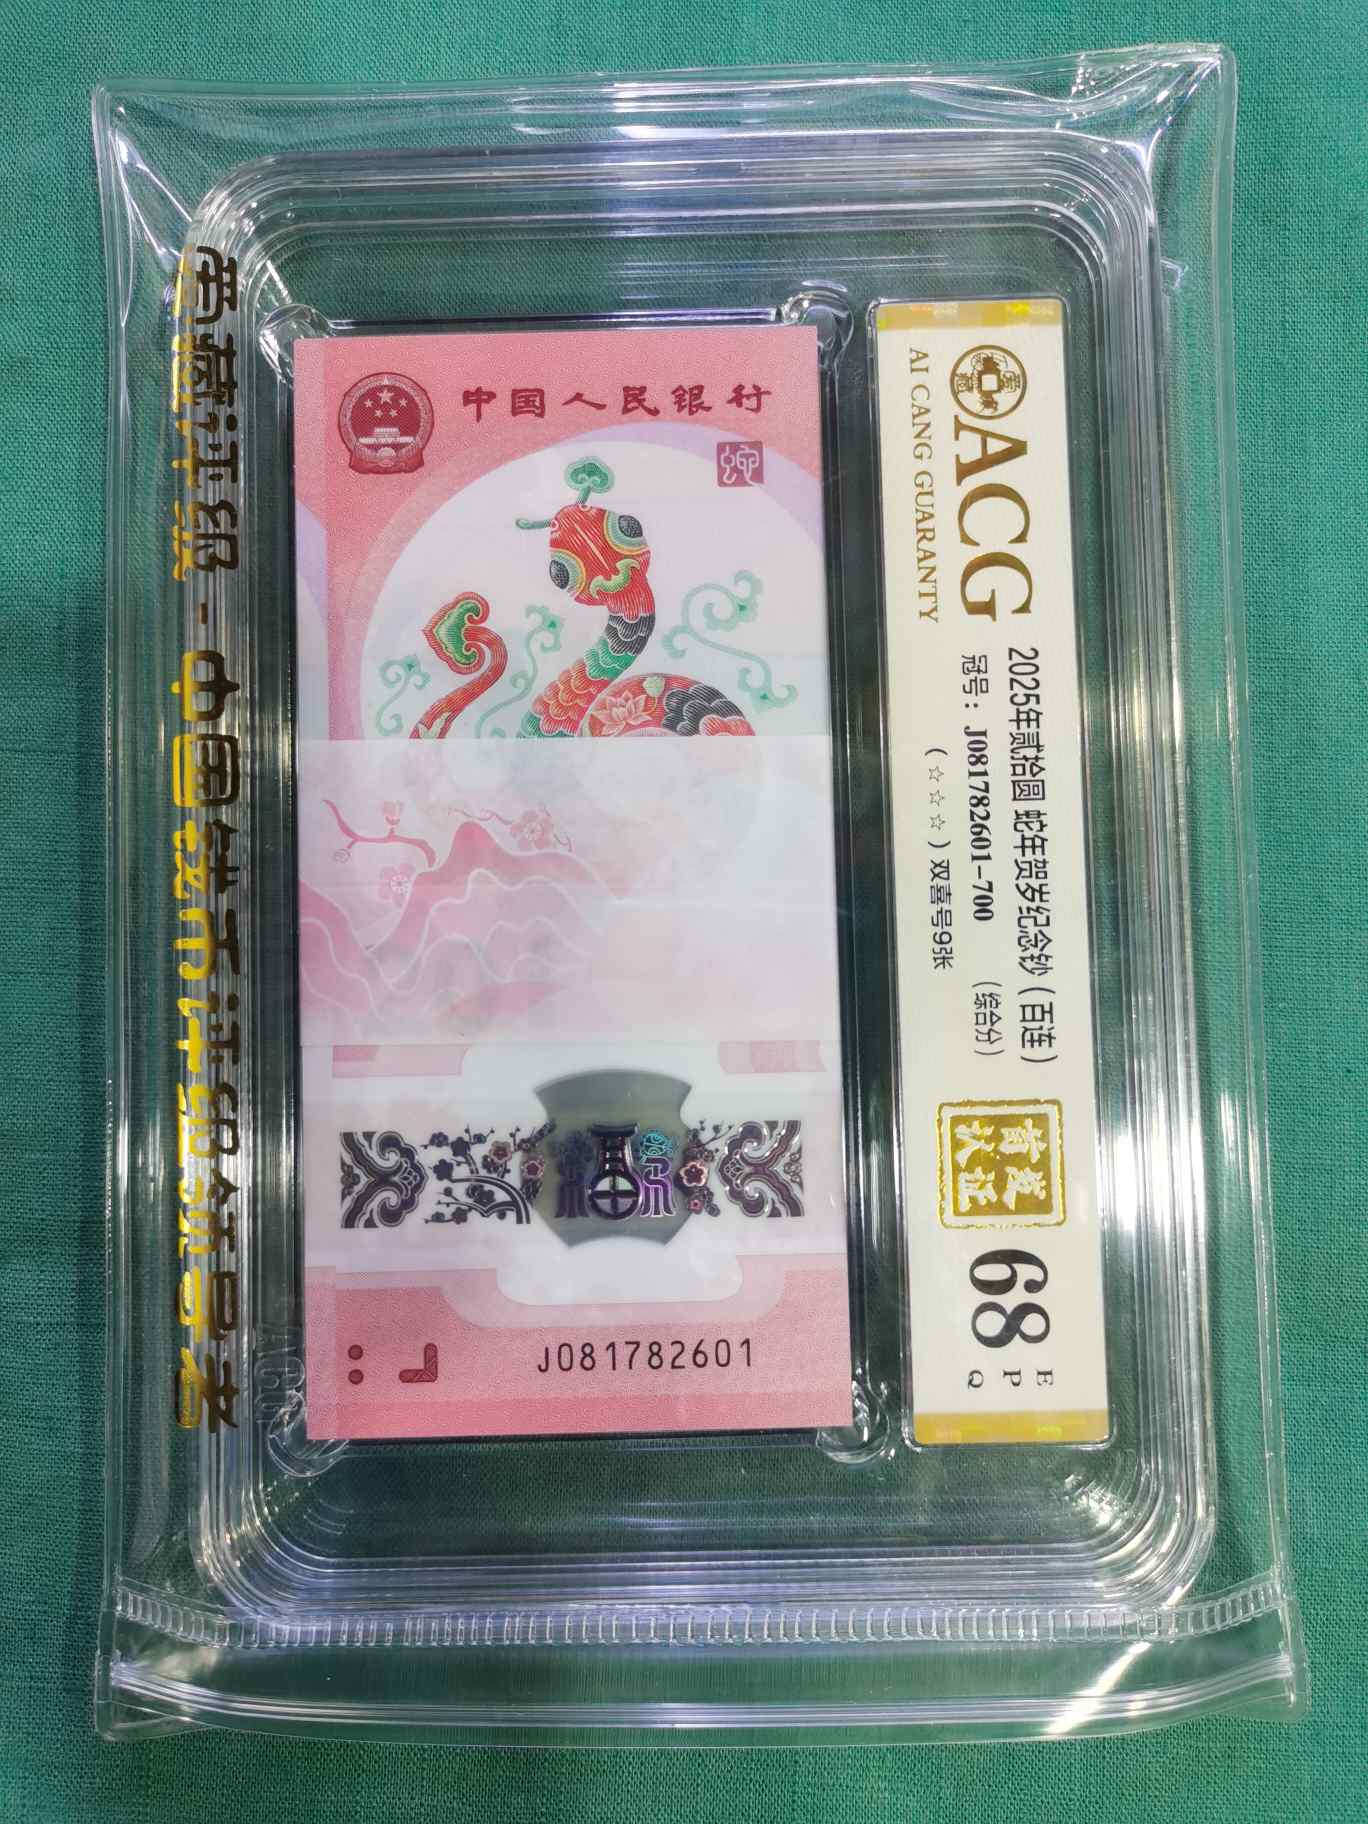 爱藏评级 - 中国钱币评级领导者
中国人民银行
蛇
J081782601
ACG
AI CANG GUARANTY
2025年贰拾圆 蛇年贺岁纪念钞（百连）
冠号：J081782601-700 （综合分）
（☆☆☆）双喜号9张
首发
认证
68
EPQ